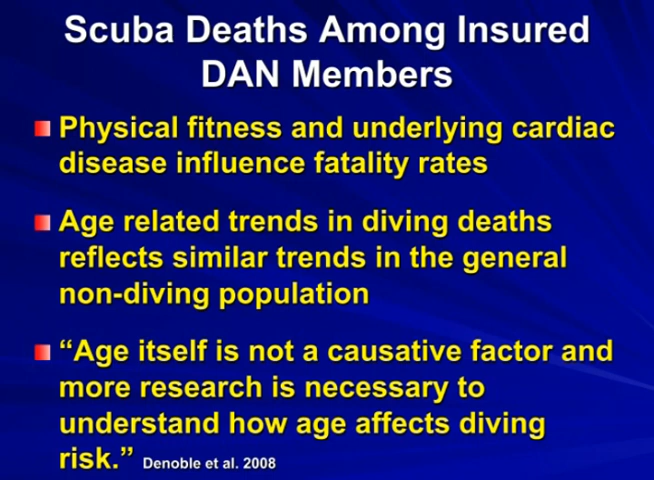 Scuba Deaths Among Insured
DAN Members
Physical fitness and underlying cardiac
disease influence fatality rates
Age related trends in diving deaths
reflects similar trends in the general
non-diving population
“Age itself is not a causative factor and
more research is necessary to
understand how age affects diving
risk.” Denoble et al. 2008